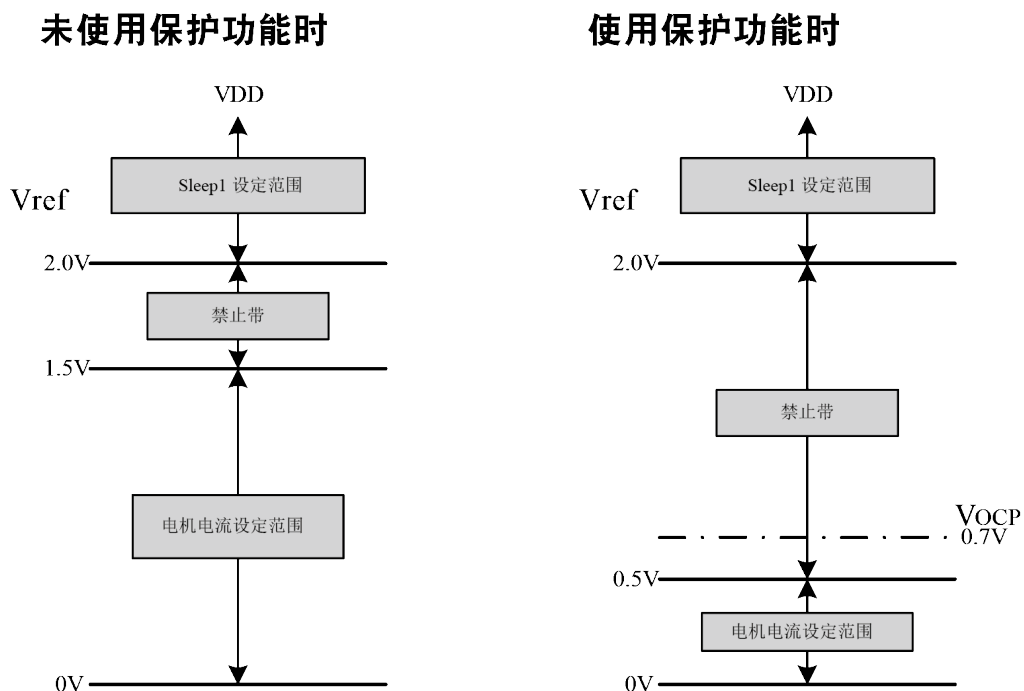 未使用保护功能时
VDD
Sleep1 设定范围
Vref
2.0V
禁止带
1.5V
电机电流设定范围
0V
使用保护功能时
VDD
Sleep1 设定范围
Vref
2.0V
禁止带
VOCP
0.7V
0.5V
电机电流设定范围
0V